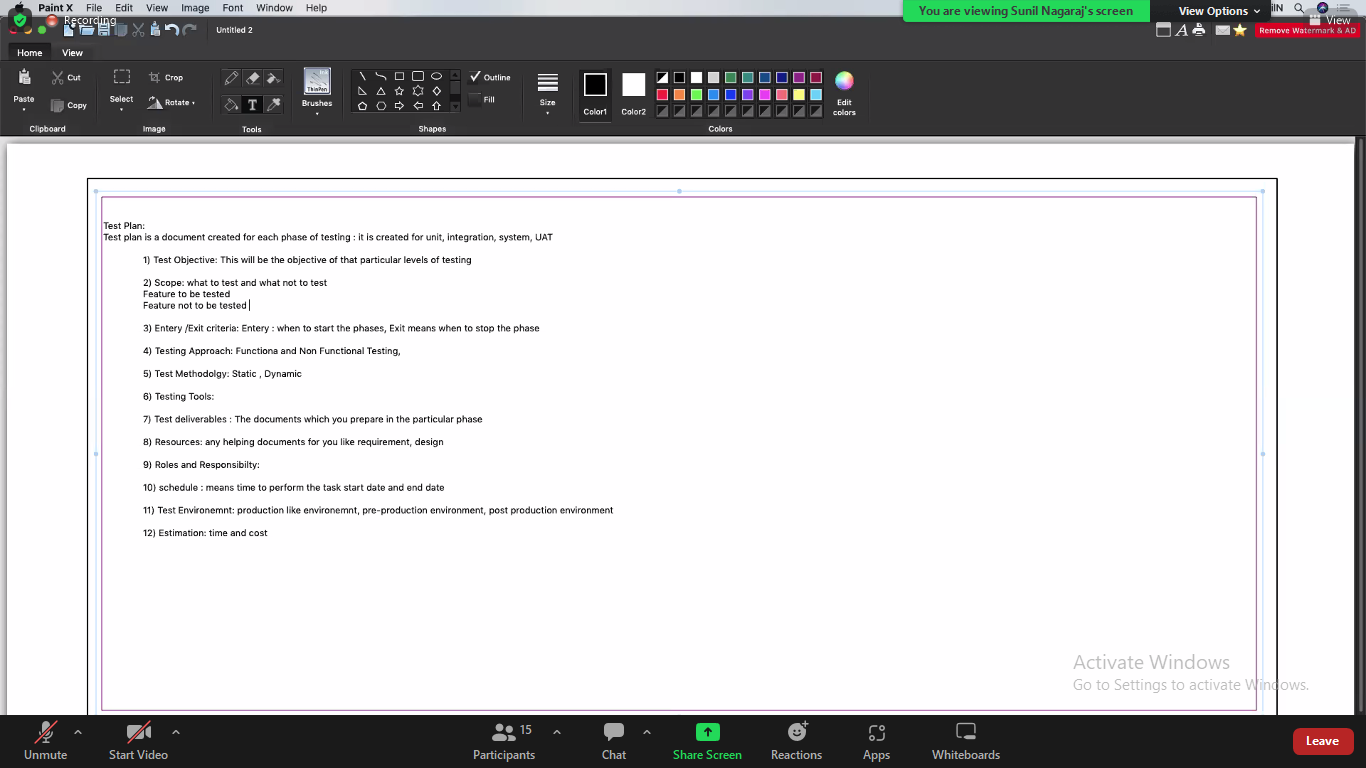 Paint X File Edit View Image Font Window Help
You are viewing Sunil Nagaraj's screen
View Options
View
Recording
Untitled 2
Remove Watermark & AD
Home View
Paste
Cut
Copy
Clipboard
Select
Crop
Rotate
Image
Tools
Brushes
Outline
Fill
Shapes
Size
Color1
Color2
Edit
colors
Colors
Test Plan:
Test plan is a document created for each phase of testing : it is created for unit, integration, system, UAT
1) Test Objective: This will be the objective of that particular levels of testing
2) Scope: what to test and what not to test
Feature to be tested
Feature not to be tested
3) Entery /Exit criteria: Entery : when to start the phases, Exit means when to stop the phase
4) Testing Approach: Functiona and Non Functional Testing,
5) Test Methodolgy: Static , Dynamic
6) Testing Tools:
7) Test deliverables : The documents which you prepare in the particular phase
8) Resources: any helping documents for you like requirement, design
9) Roles and Responsibilty:
10) schedule : means time to perform the task start date and end date
11) Test Environemnt: production like environemnt, pre-production environment, post production environment
12) Estimation: time and cost
Activate Windows
Go to Settings to activate Windows.
Unmute
Start Video
15
Participants
Chat
Share Screen
Reactions
Apps
Whiteboards
Leave